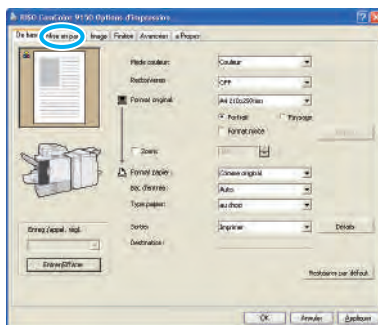 RISO ComColor 9150 Options d'impression
De base Mise en page Image Finition Avancées a Propos
Mode couleur: Couleur
Recto/verso: OFF
Format original: A4 210x297mm
Portrait Paysage
Format mixte
Zoom:
Format papier: Comme original
Bac d'entrée: Auto
Type papier: au choix
Sortie: Imprimer Détails
Destination:
Enreg./appel. régl.
Entrer/Effacer
Restaurer par défaut
OK Annuler Appliquer